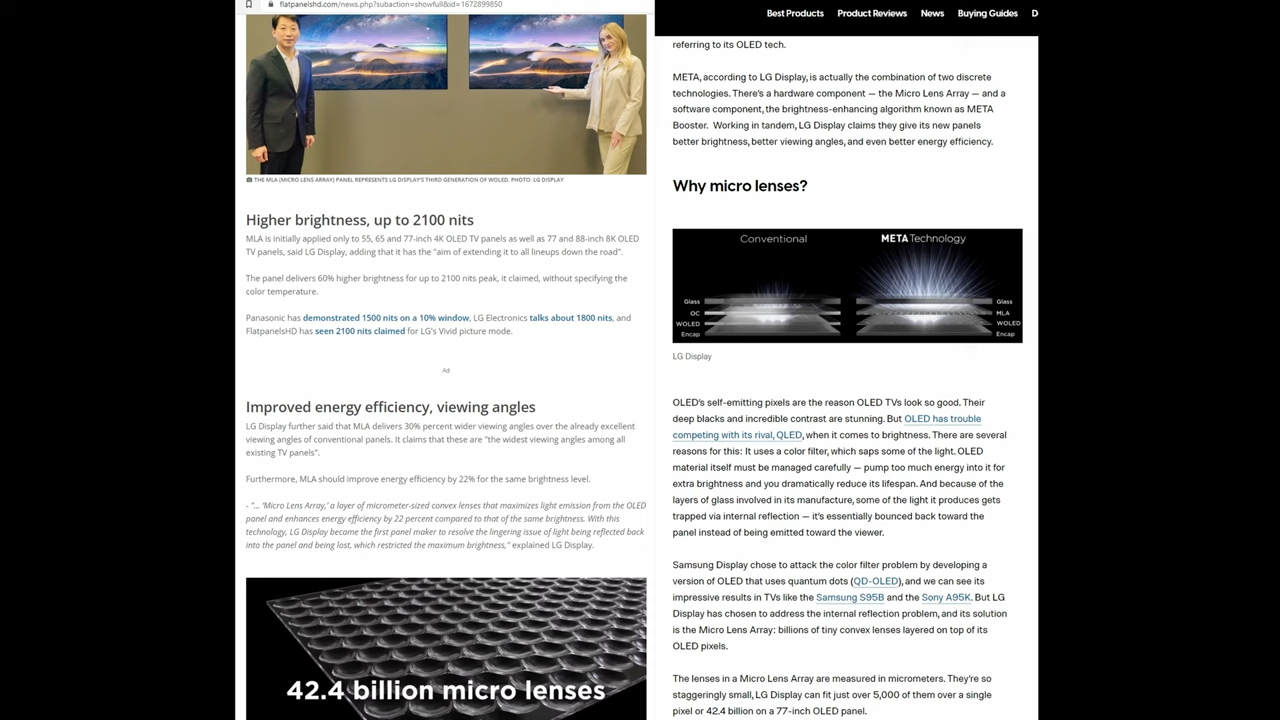 flatpanelshd.com/news.php?subaction=showfull&id=1672899850
THE MLA (MICRO LENS ARRAY) PANEL REPRESENTS LG DISPLAY'S THIRD GENERATION OF WOLED. PHOTO: LG DISPLAY
Higher brightness, up to 2100 nits
MLA is initially applied only to 55, 65 and 77-inch 4K OLED TV panels as well as 77 and 88-inch 8K OLED
TV panels, said LG Display, adding that it has the "aim of extending it to all lineups down the road".
The panel delivers 60% higher brightness for up to 2100 nits peak, it claimed, without specifying the
color temperature.
Panasonic has demonstrated 1500 nits on a 10% window, LG Electronics talks about 1800 nits, and
FlatpanelsHD has seen 2100 nits claimed for LG's Vivid picture mode.
Ad
Improved energy efficiency, viewing angles
LG Display further said that MLA delivers 30% percent wider viewing angles over the already excellent
viewing angles of conventional panels. It claims that these are "the widest viewing angles among all
existing TV panels".
Furthermore, MLA should improve energy efficiency by 22% for the same brightness level.
- "... 'Micro Lens Array,' a layer of micrometer-sized convex lenses that maximizes light emission from the OLED
panel and enhances energy efficiency by 22 percent compared to that of the same brightness. With this
technology, LG Display became the first panel maker to resolve the lingering issue of light being reflected back
into the panel and being lost, which restricted the maximum brightness," explained LG Display.
42.4 billion micro lenses
Best Products Product Reviews News Buying Guides D
referring to its OLED tech.
META, according to LG Display, is actually the combination of two discrete
technologies. There's a hardware component — the Micro Lens Array — and a
software component, the brightness-enhancing algorithm known as META
Booster. Working in tandem, LG Display claims they give its new panels
better brightness, better viewing angles, and even better energy efficiency.
Why micro lenses?
Conventional META Technology
Glass Glass
OC MLA
WOLED WOLED
Encap Encap
LG Display
OLED's self-emitting pixels are the reason OLED TVs look so good. Their
deep blacks and incredible contrast are stunning. But OLED has trouble
competing with its rival, QLED, when it comes to brightness. There are several
reasons for this: It uses a color filter, which saps some of the light. OLED
material itself must be managed carefully — pump too much energy into it for
extra brightness and you dramatically reduce its lifespan. And because of the
layers of glass involved in its manufacture, some of the light it produces gets
trapped via internal reflection — it's essentially bounced back toward the
panel instead of being emitted toward the viewer.
Samsung Display chose to attack the color filter problem by developing a
version of OLED that uses quantum dots (QD-OLED), and we can see its
impressive results in TVs like the Samsung S95B and the Sony A95K. But LG
Display has chosen to address the internal reflection problem, and its solution
is the Micro Lens Array: billions of tiny convex lenses layered on top of its
OLED pixels.
The lenses in a Micro Lens Array are measured in micrometers. They're so
staggeringly small, LG Display can fit just over 5,000 of them over a single
pixel or 42.4 billion on a 77-inch OLED panel.